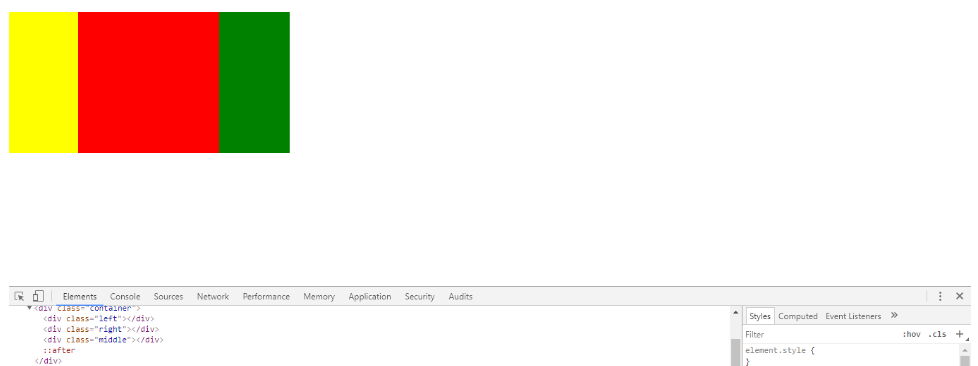 Elements Console Sources Network Performance Memory Application Security Audits
<div class="container">
<div class="left"></div>
<div class="right"></div>
<div class="middle"></div>
::after
</div>
Styles Computed Event Listeners »
Filter :hov .cls +
element.style {
}